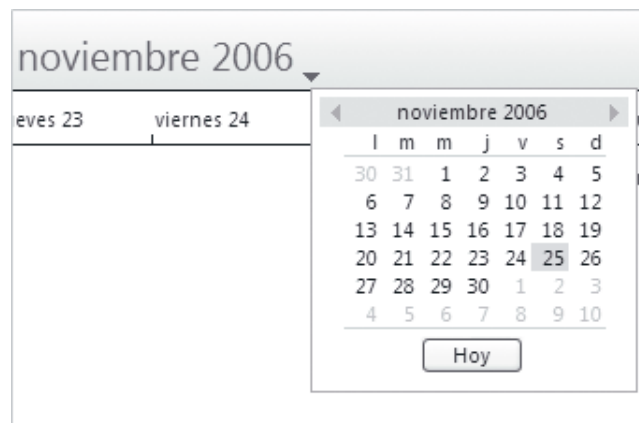 noviembre 2006
eves 23 viernes 24
noviembre 2006
l m m j v s d
30 31 1 2 3 4 5
6 7 8 9 10 11 12
13 14 15 16 17 18 19
20 21 22 23 24 25 26
27 28 29 30 1 2 3
4 5 6 7 8 9 10
Hoy